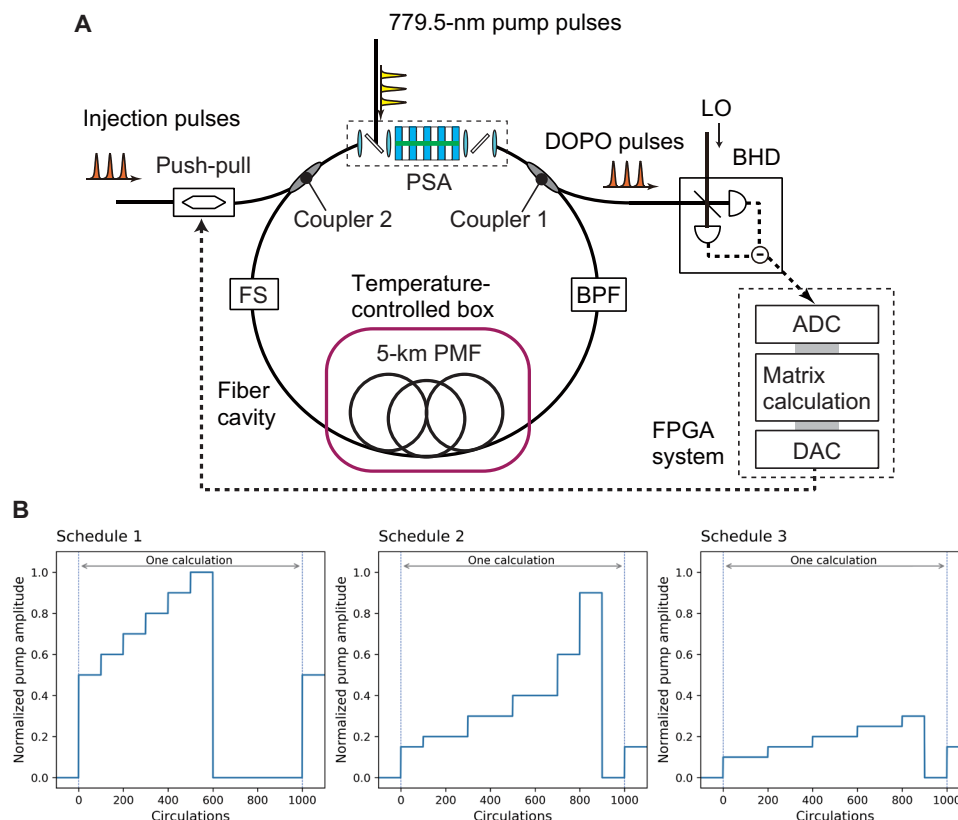 A
779.5-nm pump pulses
Injection pulses
Push-pull
PSA
DOPO pulses
LO
BHD
Coupler 2
Coupler 1
FS
BPF
Temperature-
controlled box
5-km PMF
Fiber
cavity
−
ADC
Matrix
calculation
DAC
FPGA
system
B
Schedule 1
One calculation
Normalized pump amplitude
1.0
0.8
0.6
0.4
0.2
0.0
0
200
400
600
800
1000
Circulations
Schedule 2
One calculation
Normalized pump amplitude
1.0
0.8
0.6
0.4
0.2
0.0
0
200
400
600
800
1000
Circulations
Schedule 3
One calculation
Normalized pump amplitude
1.0
0.8
0.6
0.4
0.2
0.0
0
200
400
600
800
1000
Circulations